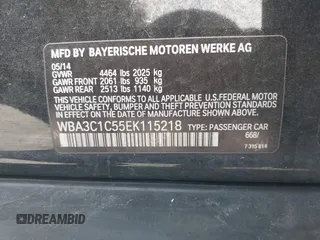 MFD BY BAYERISCHE MOTOREN WERKE AG
05/14
GVWR 4464 lbs 2025 kg
GAWR FRONT 2061 lbs 935 kg
GAWR REAR 2513 lbs 1140 kg
THIS VEHICLE CONFORMS TO ALL APPLICABLE FEDERAL
MOTOR VEHICLE SAFETY, BUMPER, AND THEFT PREVENTION
STANDARDS IN EFFECT ON THE DATE OF MANUFACTURE
SHOWN ABOVE.
WBA3C1C55EK115218 TYPE: PASSENGER CAR
668/
DREAMBID